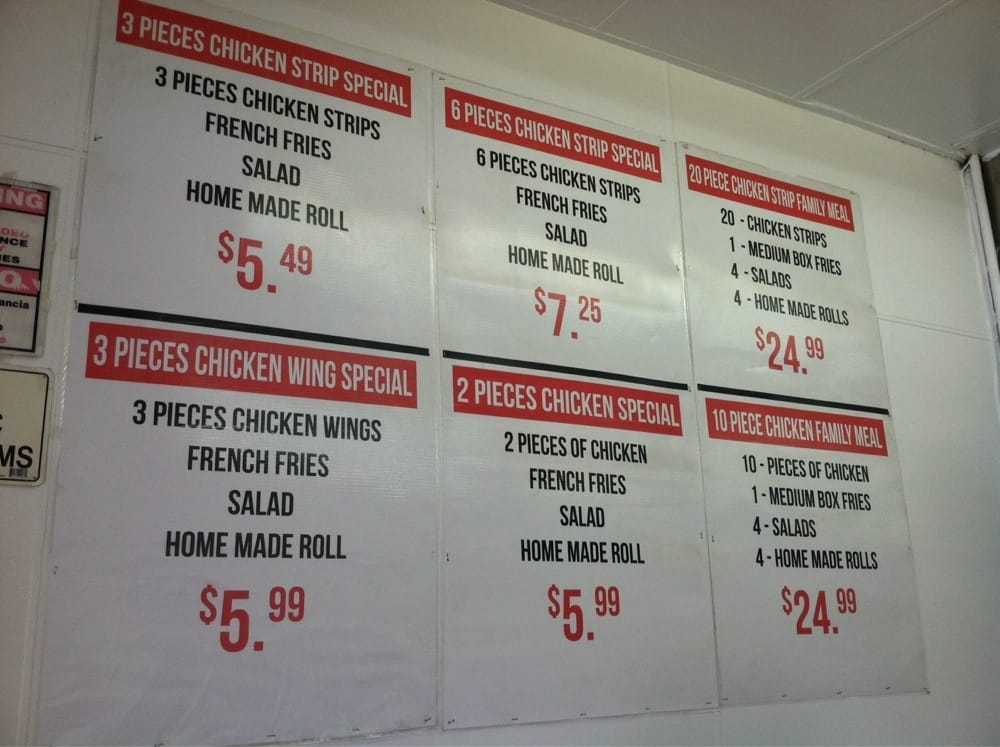 3 PIECES CHICKEN STRIP SPECIAL
3 PIECES CHICKEN STRIPS
FRENCH FRIES
SALAD
HOME MADE ROLL
$5.49
6 PIECES CHICKEN STRIP SPECIAL
6 PIECES CHICKEN STRIPS
FRENCH FRIES
SALAD
HOME MADE ROLL
$7.25
20 PIECE CHICKEN STRIP FAMILY MEAL
20 - CHICKEN STRIPS
1 - MEDIUM BOX FRIES
4 - SALADS
4 - HOME MADE ROLLS
$24.99
3 PIECES CHICKEN WING SPECIAL
3 PIECES CHICKEN WINGS
FRENCH FRIES
SALAD
HOME MADE ROLL
$5.99
2 PIECES CHICKEN SPECIAL
2 PIECES OF CHICKEN
FRENCH FRIES
SALAD
HOME MADE ROLL
$5.99
10 PIECE CHICKEN FAMILY MEAL
10 - PIECES OF CHICKEN
1 - MEDIUM BOX FRIES
4 - SALADS
4 - HOME MADE ROLLS
$24.99